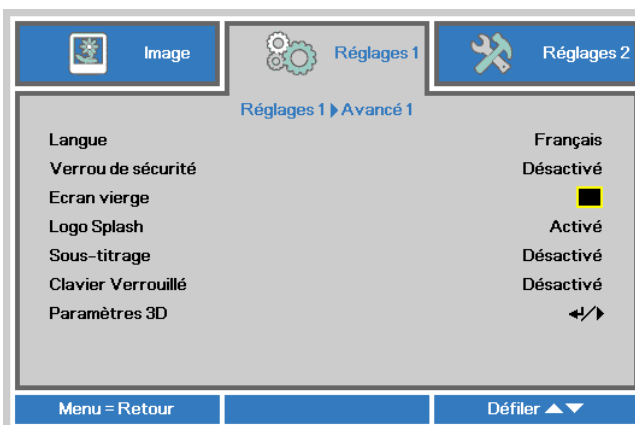 Image
Réglages 1
Réglages 2
Réglages 1 ▶ Avancé 1
Langue Français
Verrou de sécurité Désactivé
Ecran vierge
Logo Splash Activé
Sous-titrage Désactivé
Clavier Verrouillé Désactivé
Paramètres 3D ↵/▶
Menu = Retour
Défiler ▲▼